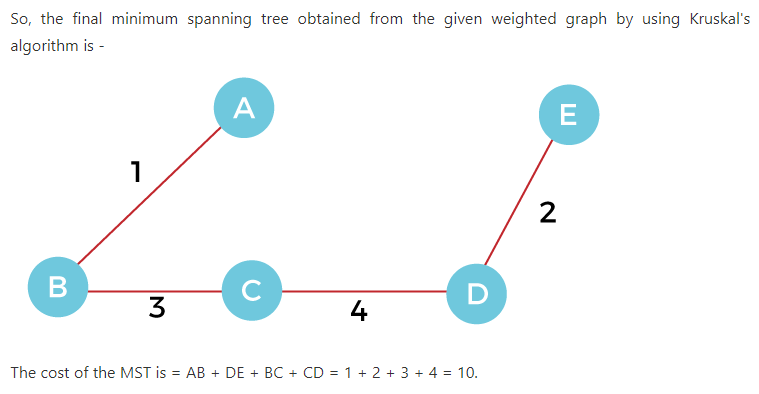 So, the final minimum spanning tree obtained from the given weighted graph by using Kruskal's
algorithm is -
A
E
1
2
B
C
D
3
4
The cost of the MST is = AB + DE + BC + CD = 1 + 2 + 3 + 4 = 10.